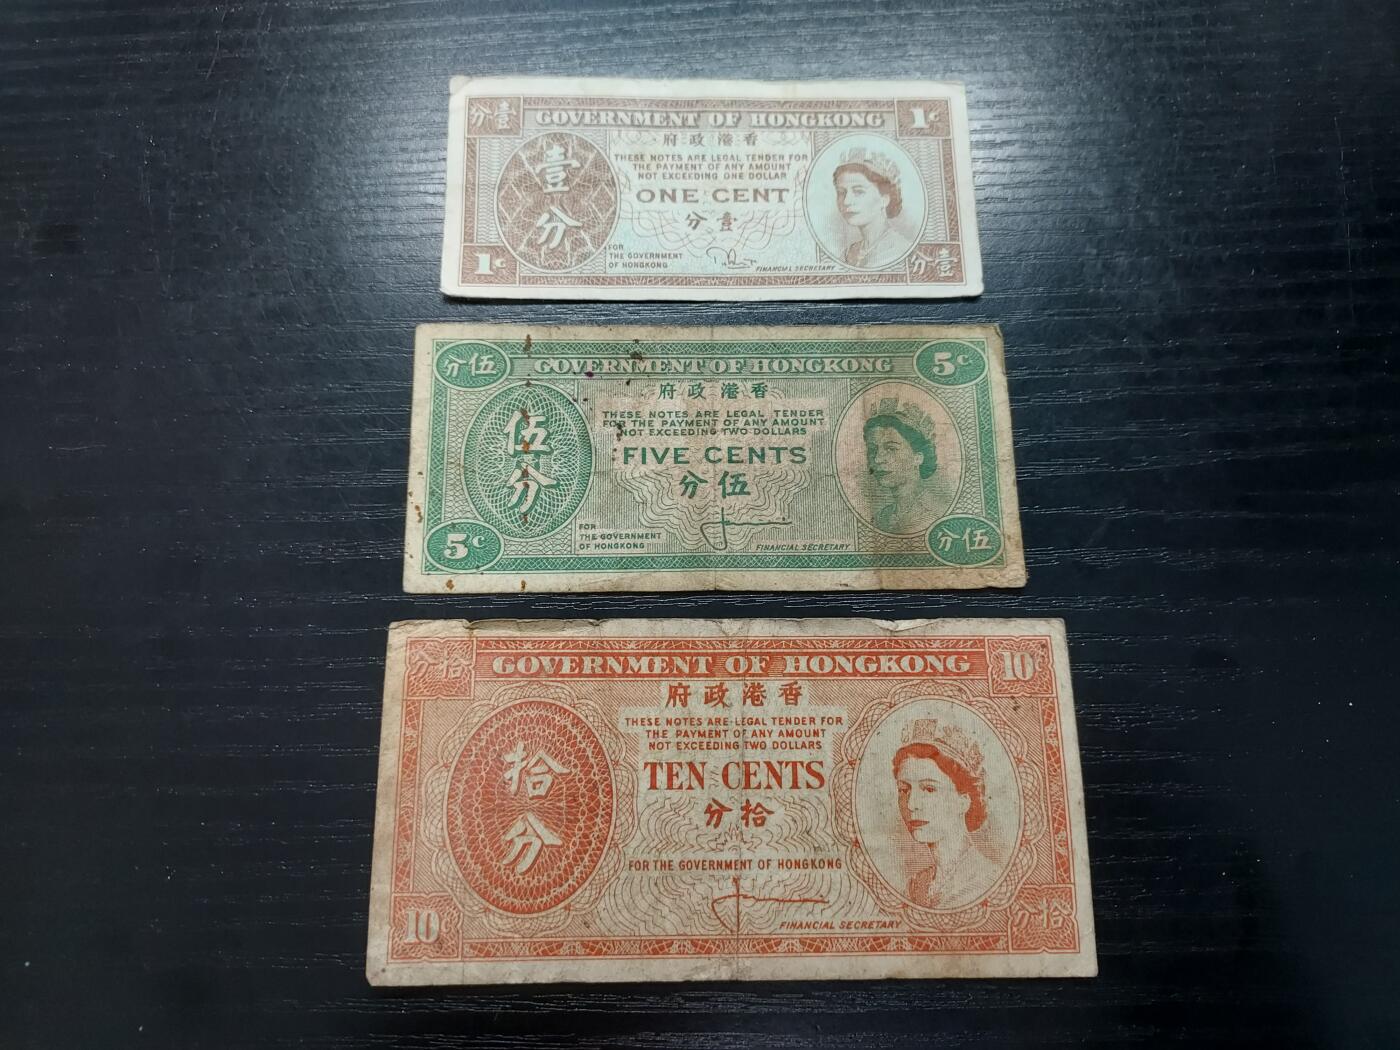 分壹 GOVERNMENT OF HONGKONG 1c
府政港香
壹分
THESE NOTES ARE LEGAL TENDER FOR
THE PAYMENT OF ANY AMOUNT
NOT EXCEEDING ONE DOLLAR
ONE CENT
分壹
FOR
THE GOVERNMENT
OF HONGKONG
FINANCIAL SECRETARY
1c 分壹
分伍 GOVERNMENT OF HONGKONG 5c
府政港香
伍分
THESE NOTES ARE LEGAL TENDER
FOR THE PAYMENT OF ANY AMOUNT
NOT EXCEEDING TWO DOLLARS
FIVE CENTS
分伍
FOR
THE GOVERNMENT
OF HONGKONG
FINANCIAL SECRETARY
5c 分伍
分拾 GOVERNMENT OF HONGKONG 10c
府政港香
拾分
THESE NOTES ARE LEGAL TENDER FOR
THE PAYMENT OF ANY AMOUNT
NOT EXCEEDING TWO DOLLARS
TEN CENTS
分拾
FOR THE GOVERNMENT OF HONGKONG
FINANCIAL SECRETARY
10 分拾